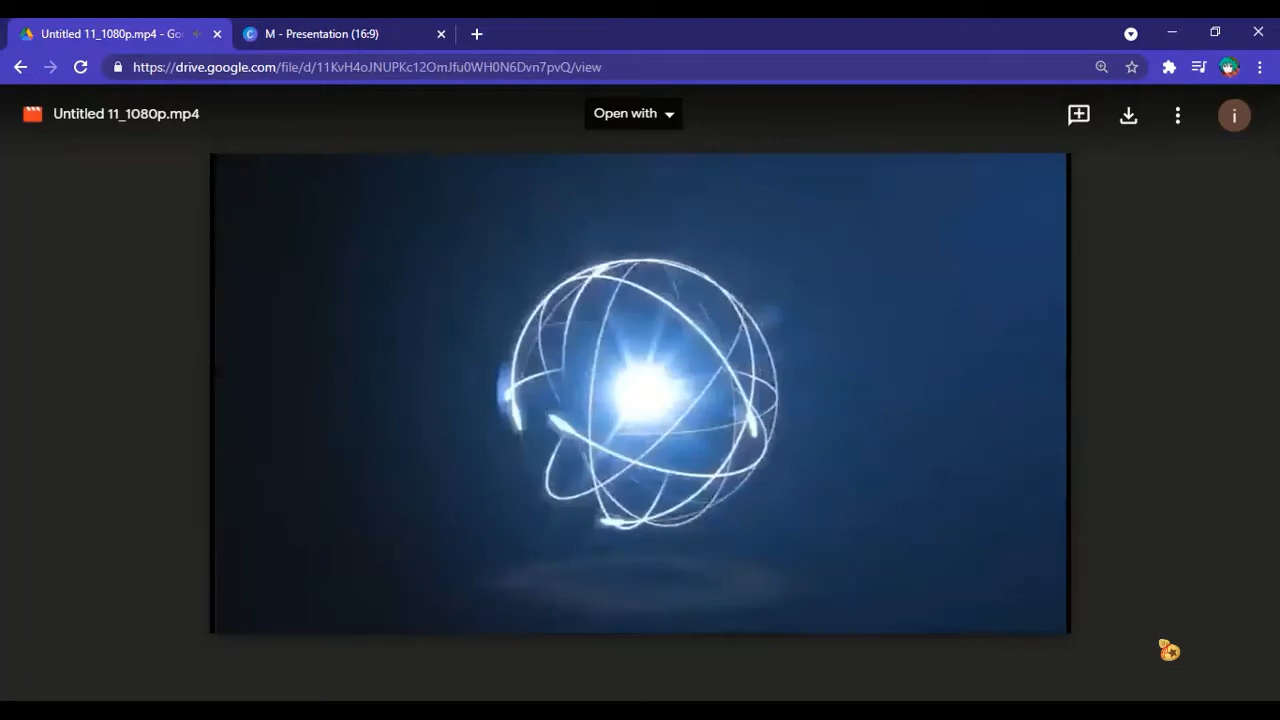 Untitled 11_1080p.mp4 - Go
M - Presentation (16:9)
https://drive.google.com/file/d/11KvH4oJNUPKc12OmJfu0WH0N6Dvn7pvQ/view
Untitled 11_1080p.mp4
Open with
i